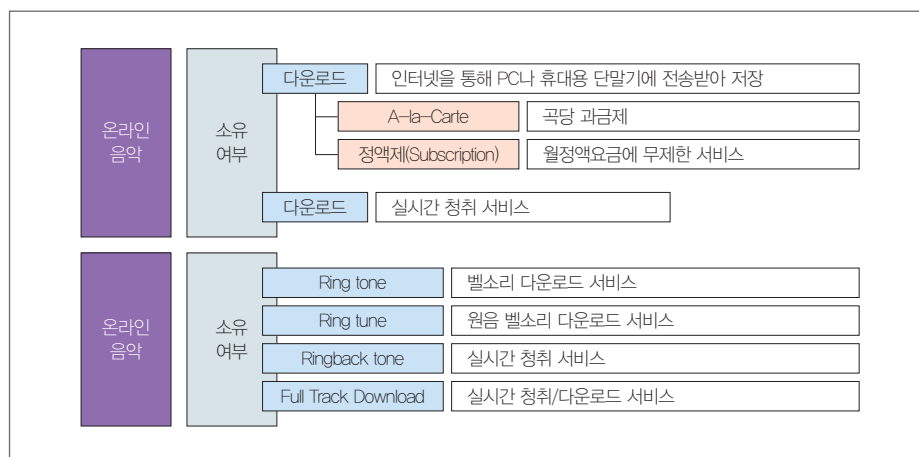 온라인
음악
소유
여부
다운로드
인터넷을 통해 PC나 휴대용 단말기에 전송받아 저장
A-la-Carte
곡당 과금제
정액제(Subscription)
월정액요금에 무제한 서비스
다운로드
실시간 청취 서비스
온라인
음악
소유
여부
Ring tone
벨소리 다운로드 서비스
Ring tune
원음 벨소리 다운로드 서비스
Ringback tone
실시간 청취 서비스
Full Track Download
실시간 청취/다운로드 서비스